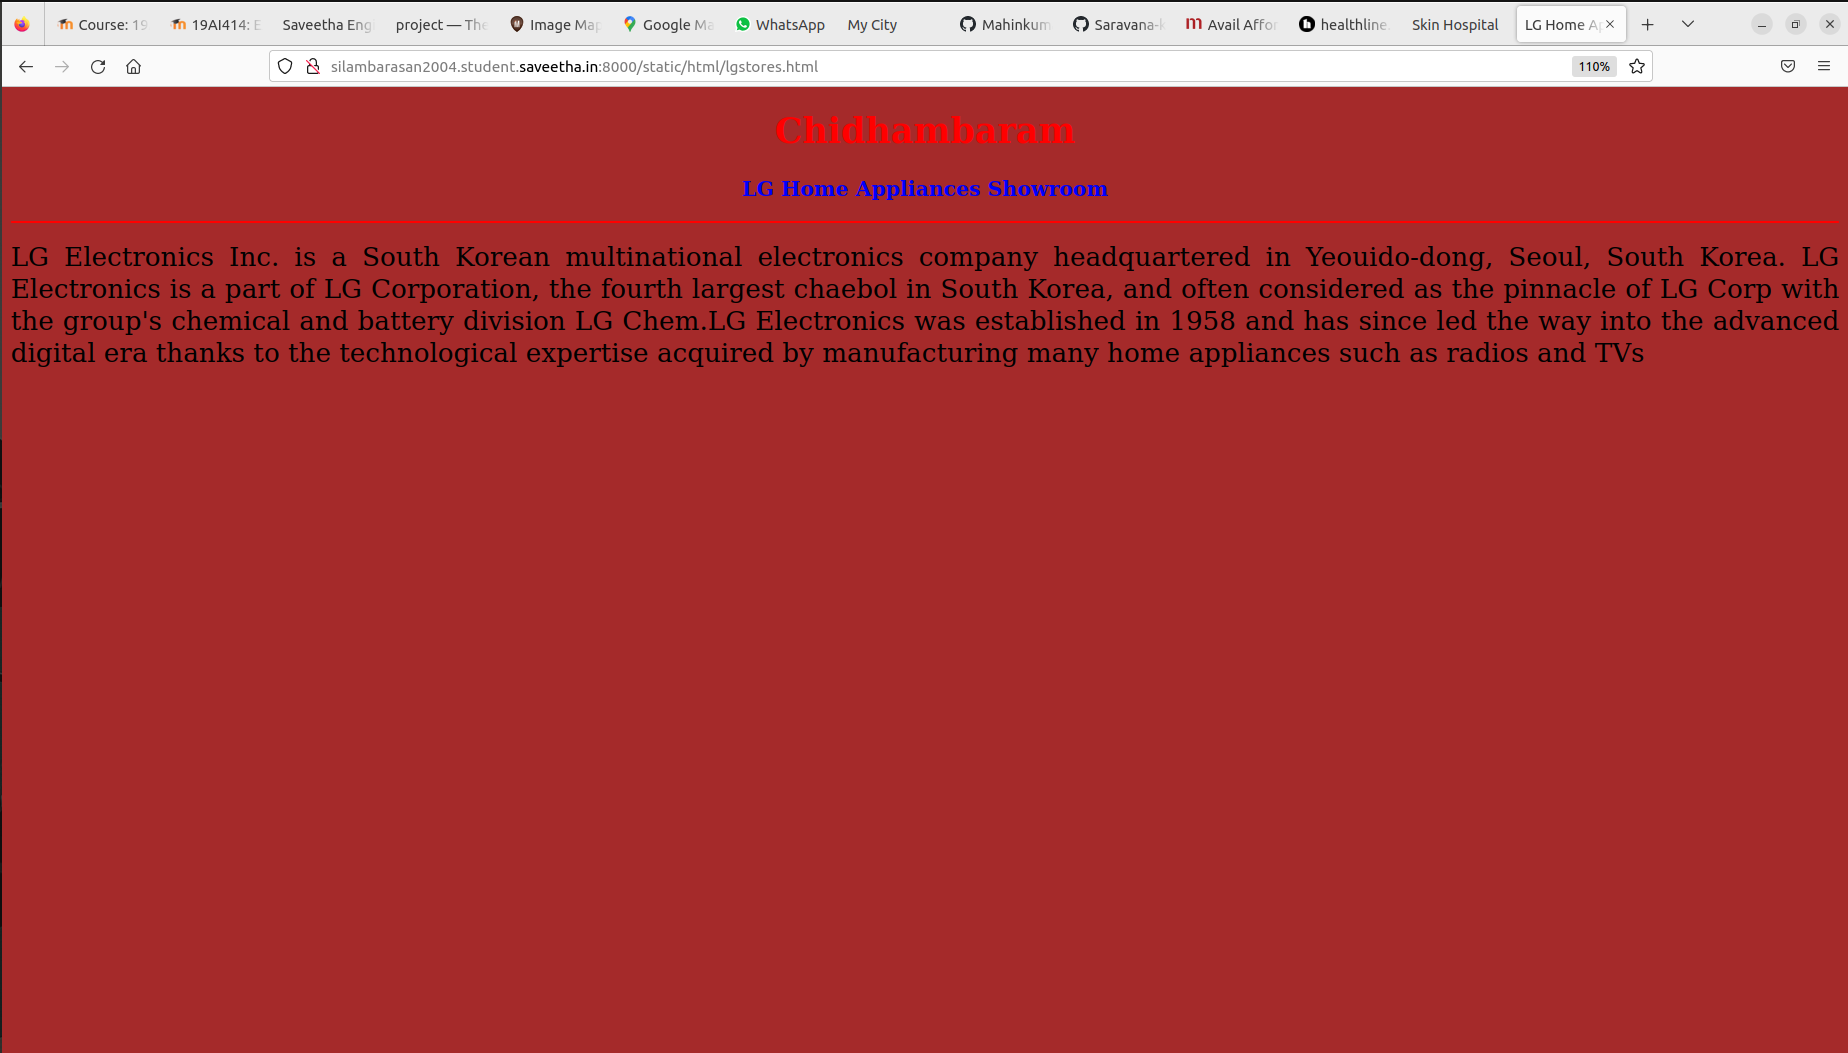 Course: 19
19AI414: E
Saveetha Eng
project — The
Image Map
Google Ma
WhatsApp
My City
Mahinkum
Saravana-k
Avail Affor
healthline
Skin Hospital
LG Home Ap
silambarasan2004.student.saveetha.in:8000/static/html/lgstores.html
110%
Chidhambaram
LG Home Appliances Showroom
LG Electronics Inc. is a South Korean multinational electronics company headquartered in Yeouido-dong, Seoul, South Korea. LG
Electronics is a part of LG Corporation, the fourth largest chaebol in South Korea, and often considered as the pinnacle of LG Corp with
the group's chemical and battery division LG Chem.LG Electronics was established in 1958 and has since led the way into the advanced
digital era thanks to the technological expertise acquired by manufacturing many home appliances such as radios and TVs